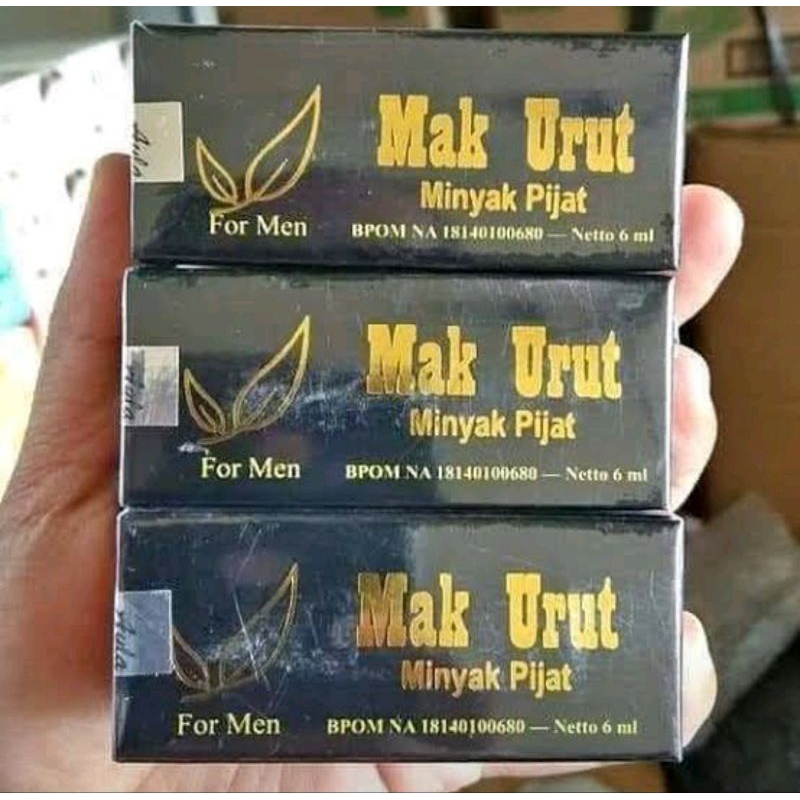 Mak Urut
Minyak Pijat
For Men
BPOM NA 18140100680 — Netto 6 ml
Mak Urut
Minyak Pijat
For Men
BPOM NA 18140100680 — Netto 6 ml
Mak Urut
Minyak Pijat
For Men
BPOM NA 18140100680 — Netto 6 ml